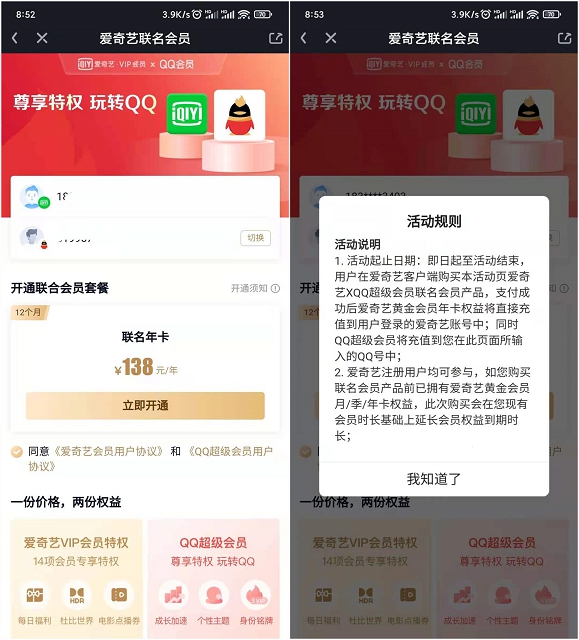 8:52
3.9K/s
70
爱奇艺联名会员
爱奇艺·VIP会员 × QQ会员
尊享特权 玩转QQ
iQIYI
切换
开通联合会员套餐
开通须知
12个月
联名年卡
¥138元/年
立即开通
同意《爱奇艺会员用户协议》和《QQ超级会员用户
协议》
一份价格，两份权益
爱奇艺VIP会员特权
14项会员专享特权
每日福利
杜比世界
电影点播券
QQ超级会员
尊享特权 玩转QQ
成长加速
个性主题
身份铭牌
8:53
3.9K/s
70
爱奇艺联名会员
爱奇艺·VIP会员 × QQ会员
尊享特权 玩转QQ
iQIYI
活动规则
活动说明
1. 活动起止日期：即日起至活动结束，
用户在爱奇艺客户端购买本活动页爱奇
艺XQQ超级会员联名会员产品，支付成
功后爱奇艺黄金会员年卡权益将直接充
值到用户登录的爱奇艺账号中；同时
QQ超级会员将充值到您在此页面所输
入的QQ号中；
2. 爱奇艺注册用户均可参与，如您购买
联名会员产品前已拥有爱奇艺黄金会员
月/季/年卡权益，此次购买会在您现有
会员时长基础上延长会员权益到期时
长；
我知道了
一份价格，两份权益
爱奇艺VIP会员特权
14项会员专享特权
每日福利
杜比世界
电影点播券
QQ超级会员
尊享特权 玩转QQ
成长加速
个性主题
身份铭牌